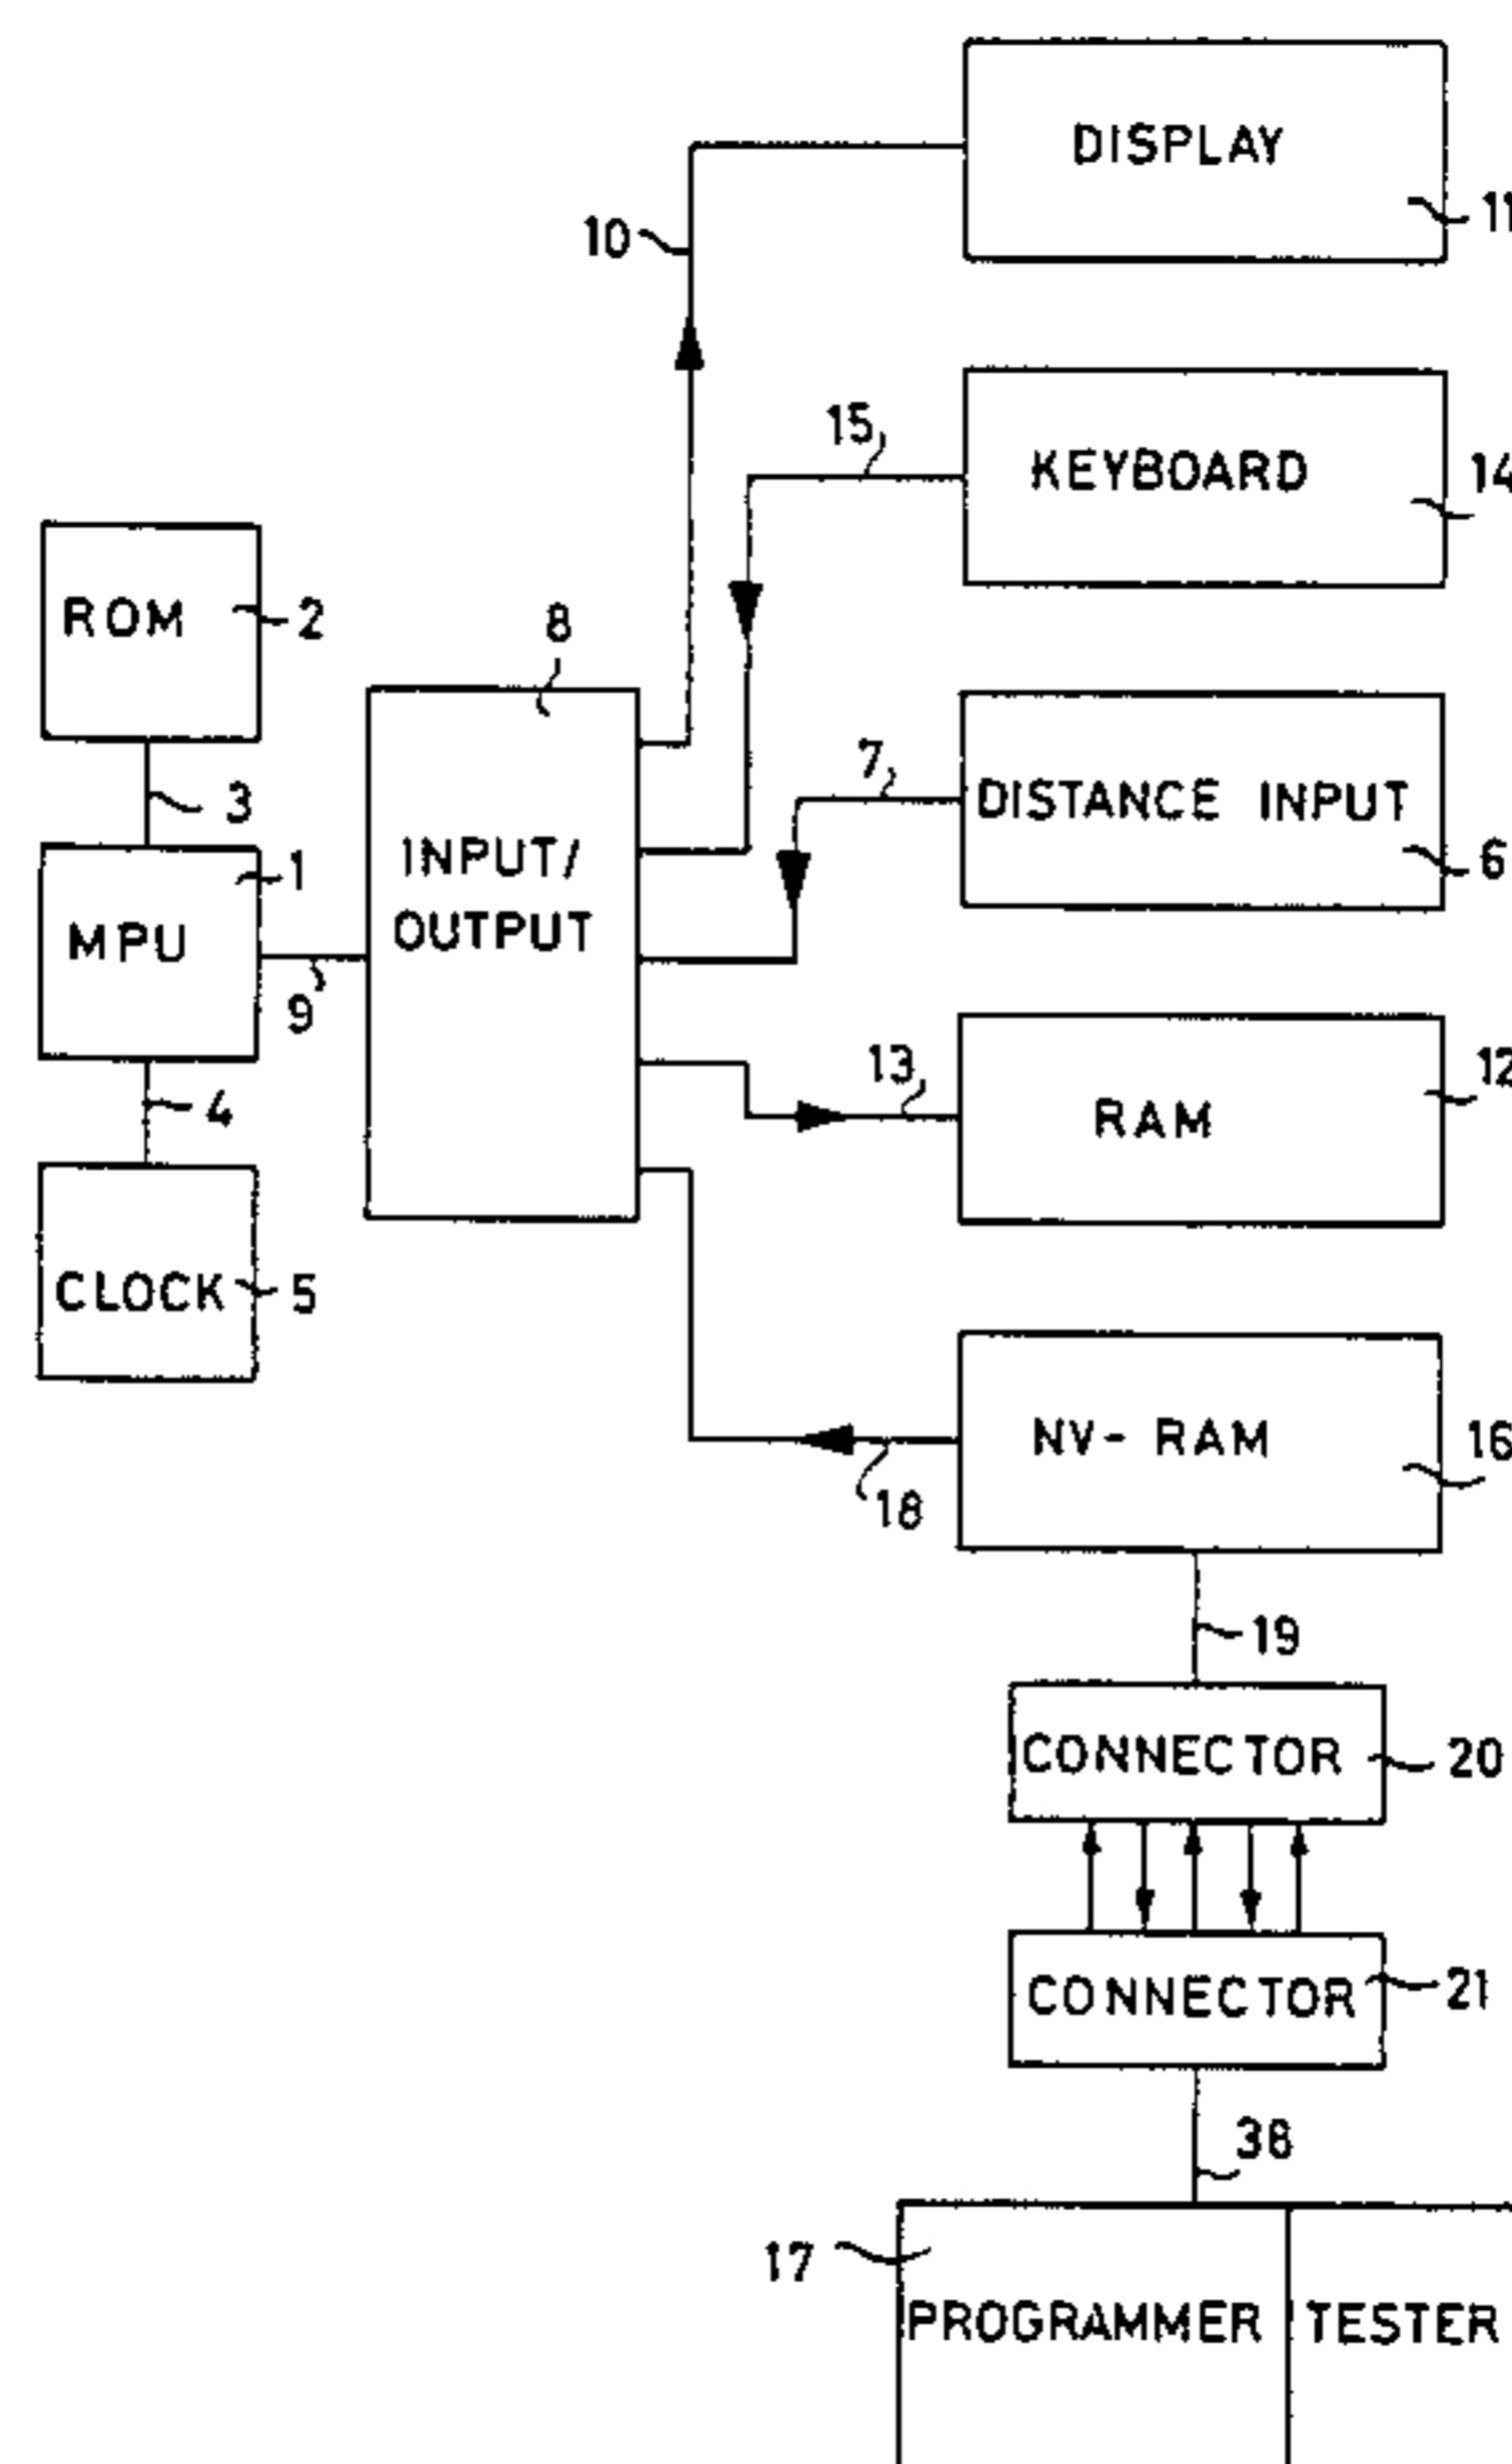 DISPLAY
11
10
15
KEYBOARD
14
ROM
2
8
3
7
DISTANCE INPUT
6
INPUT/
OUTPUT
1
MPU
9
13
12
RAM
4
CLOCK
5
NV- RAM
16
18
19
CONNECTOR
20
CONNECTOR
21
38
17
PROGRAMMER
TESTER